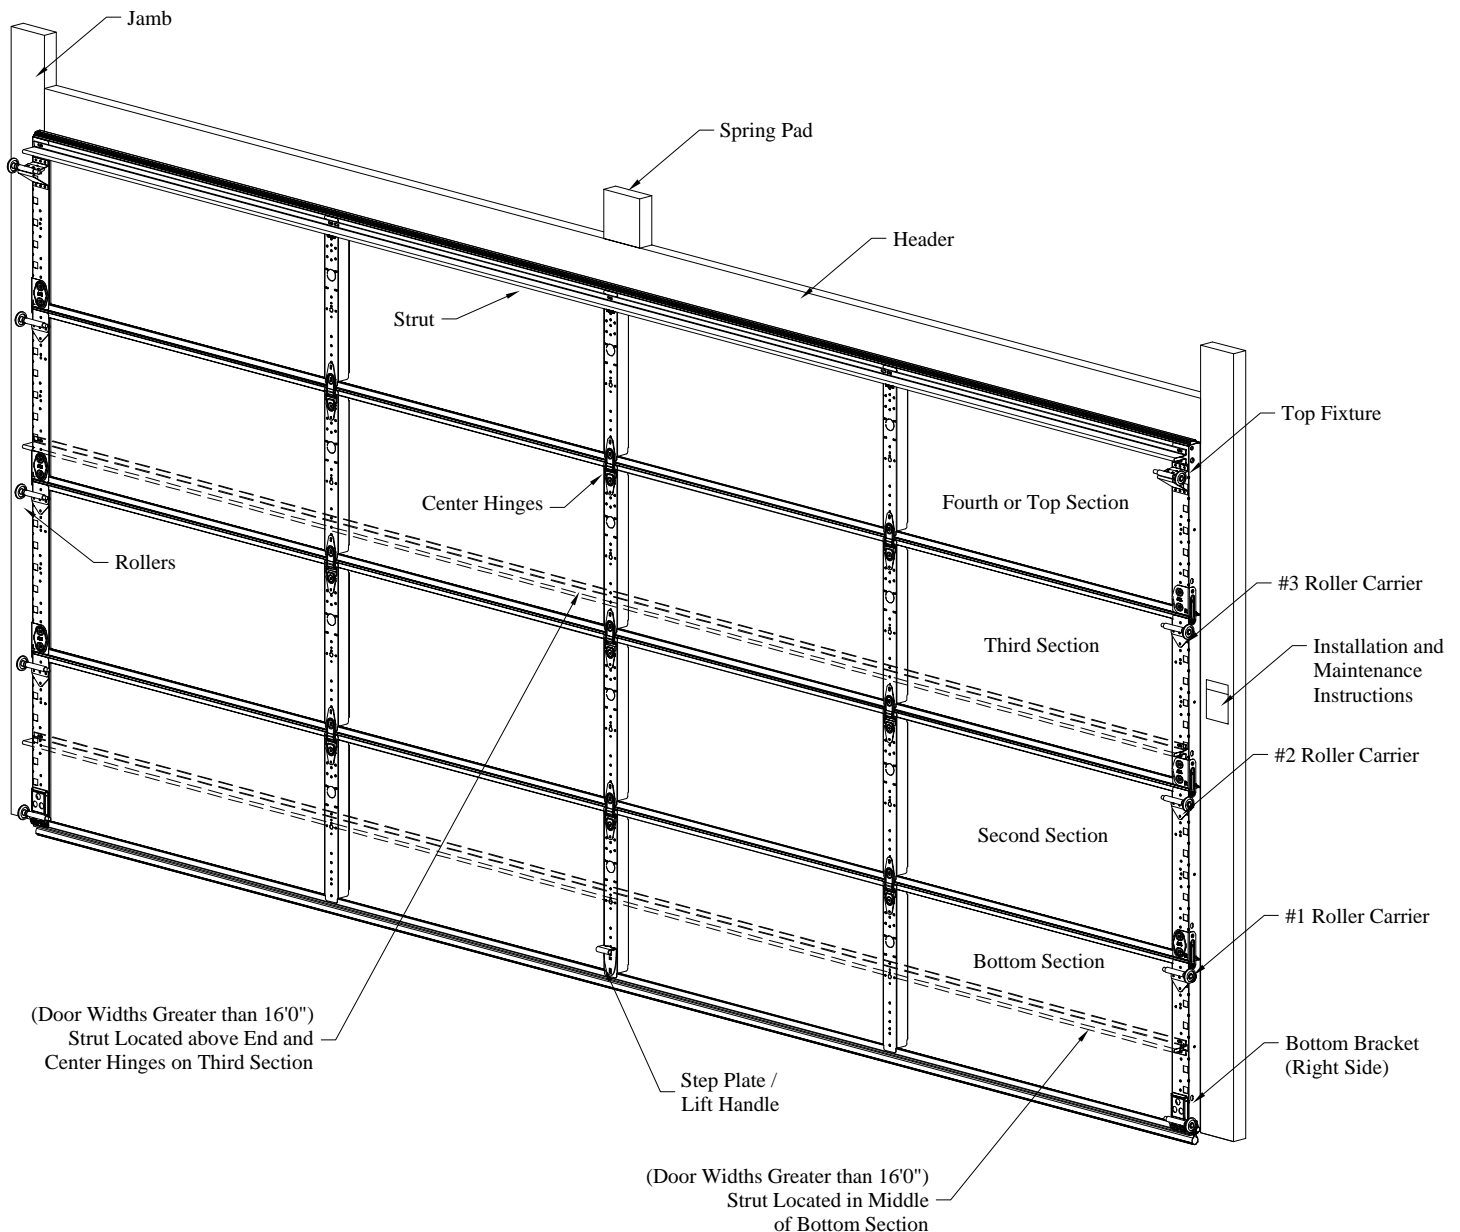 Jamb
Spring Pad
Header
Strut
Top Fixture
Fourth or Top Section
Center Hinges
Rollers
#3 Roller Carrier
Third Section
Installation and
Maintenance
Instructions
#2 Roller Carrier
Second Section
#1 Roller Carrier
Bottom Section
(Door Widths Greater than 16'0")
Strut Located above End and
Center Hinges on Third Section
Bottom Bracket
(Right Side)
Step Plate /
Lift Handle
(Door Widths Greater than 16'0")
Strut Located in Middle
of Bottom Section